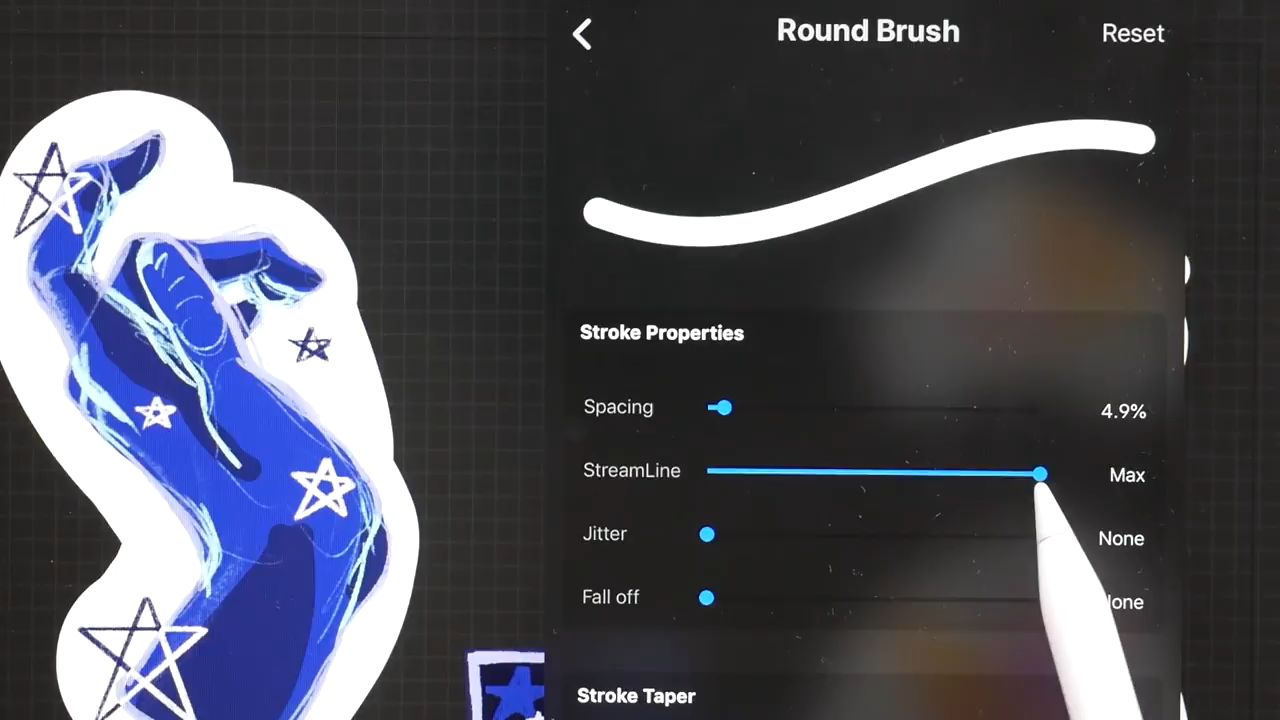 Round Brush
Reset
Stroke Properties
Spacing
4.9%
StreamLine
Max
Jitter
None
Fall off
Stroke Taper